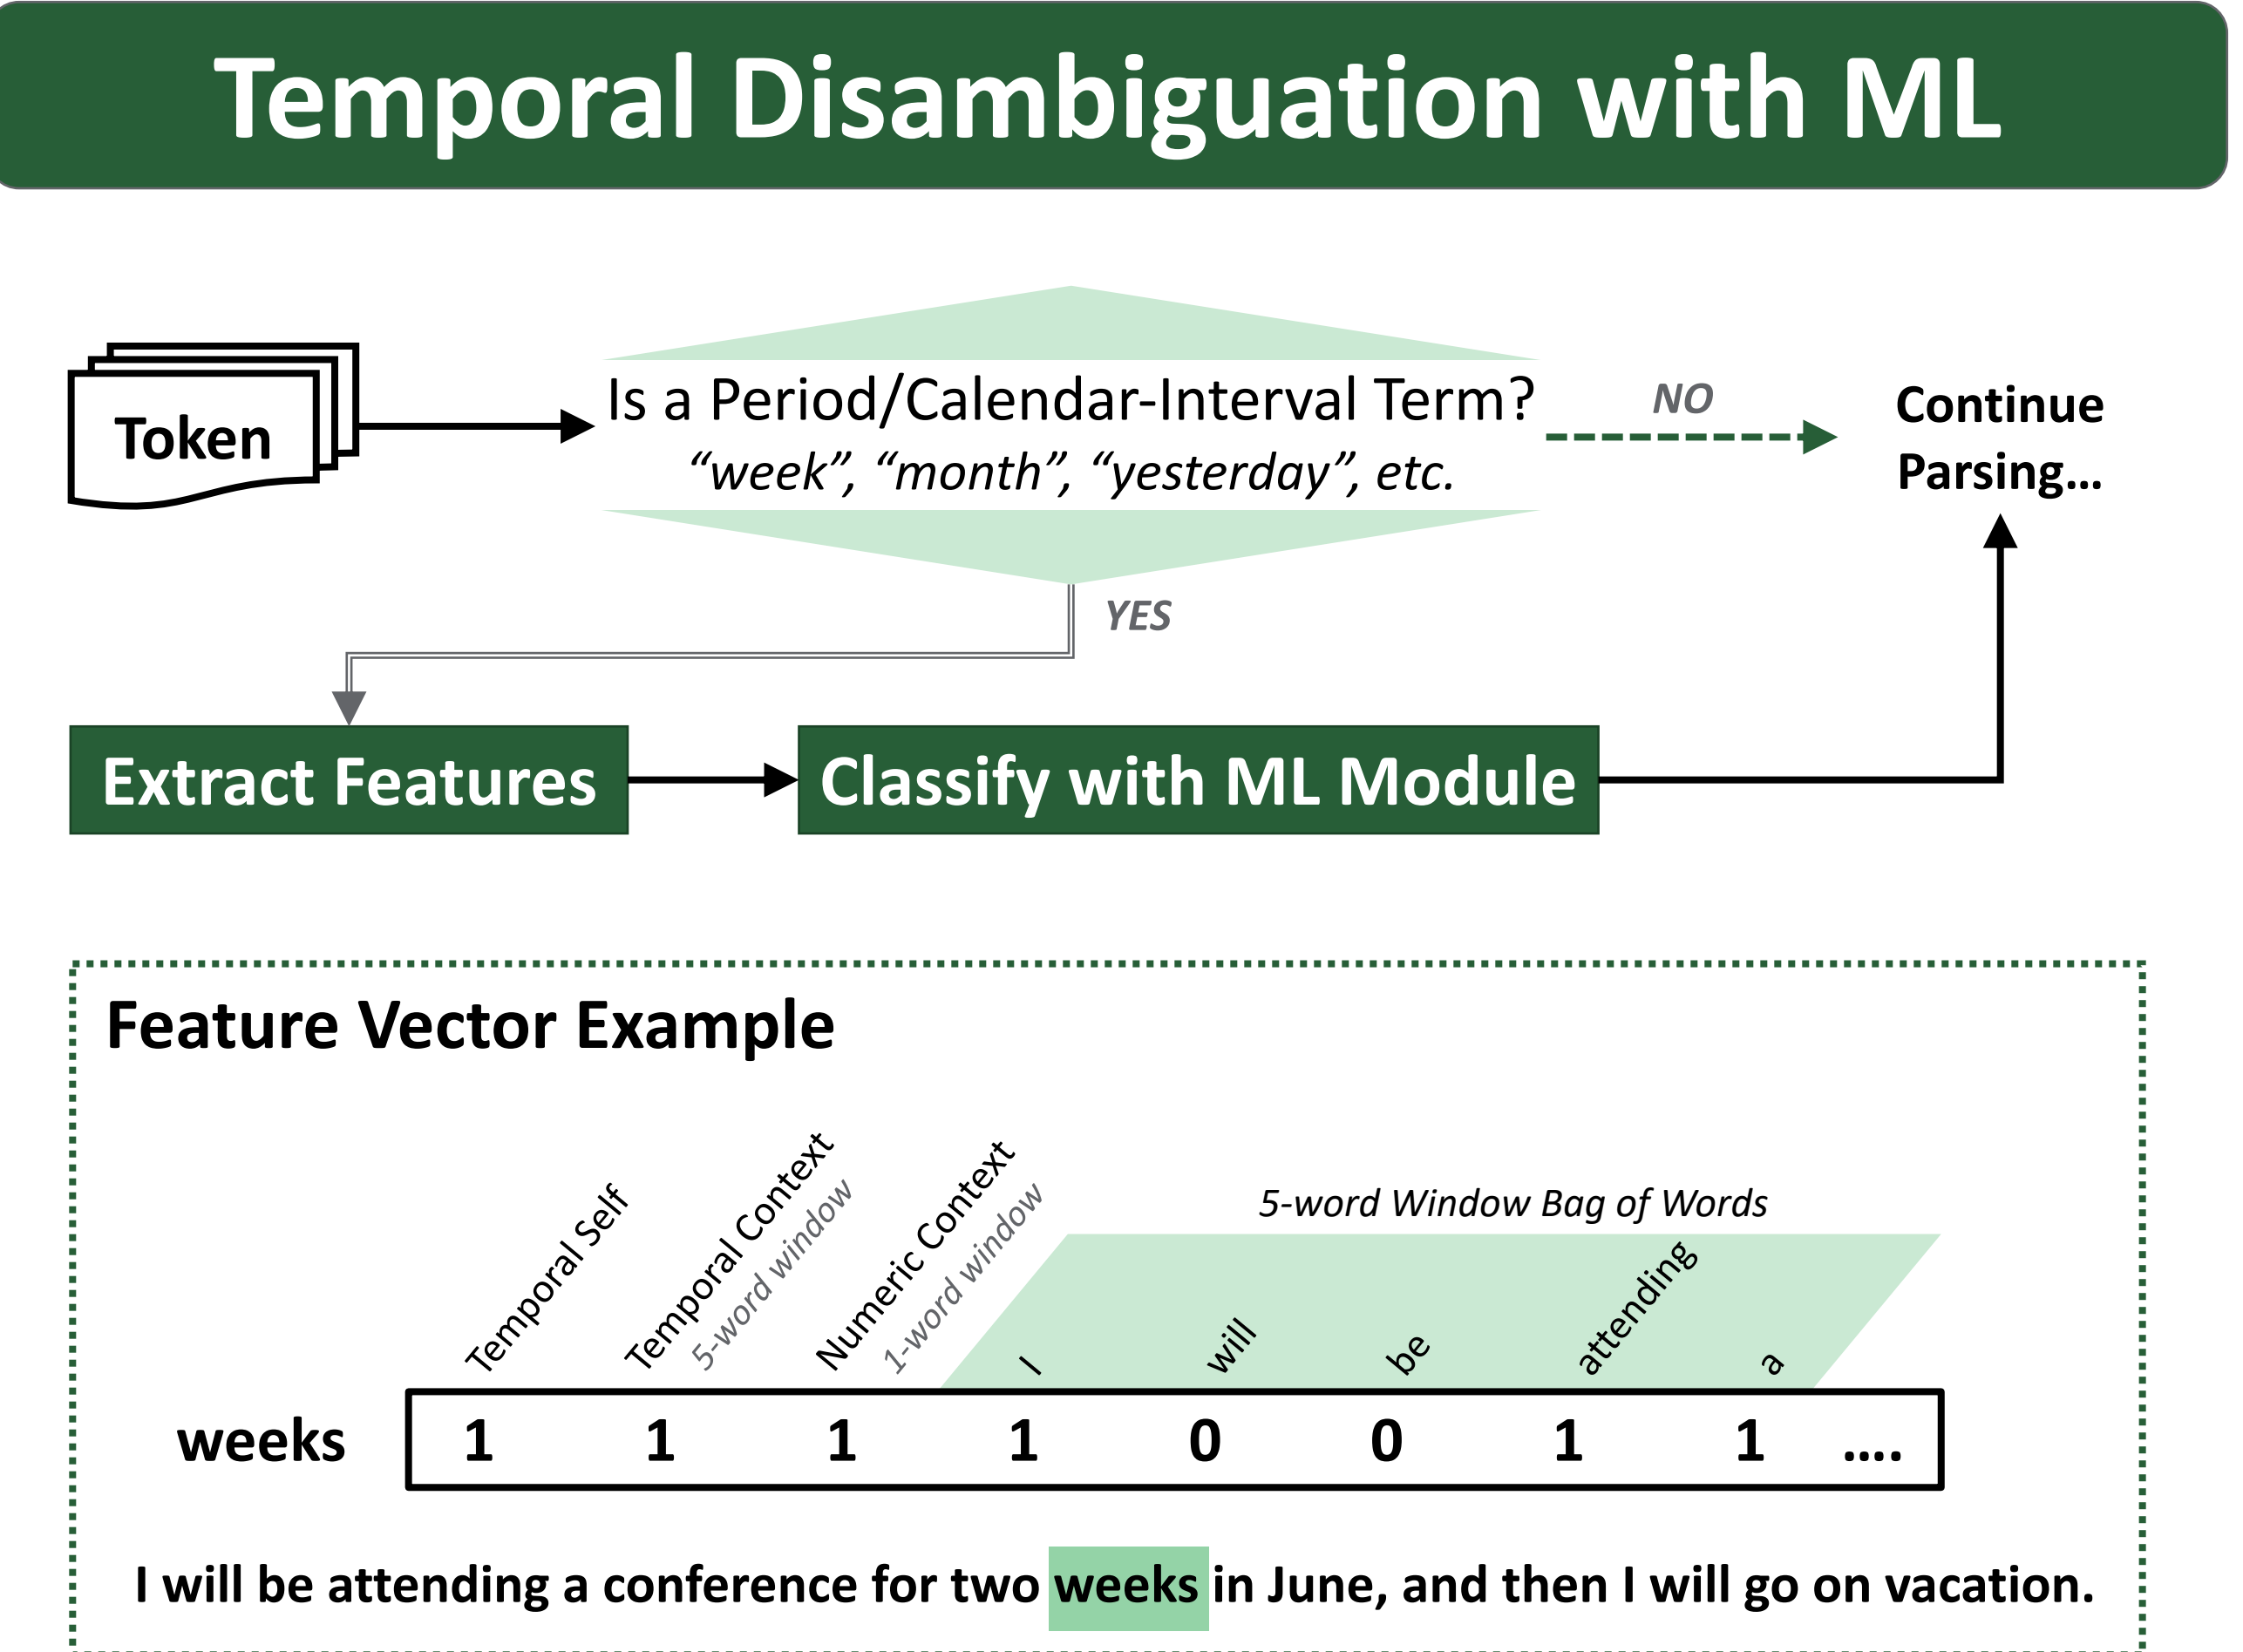 Temporal Disambiguation with ML
Token
Is a Period/Calendar-Interval Term?
“week”, “month”, “yesterday”, etc.
NO
Continue
Parsing…
YES
Extract Features
Classify with ML Module
Feature Vector Example
Temporal Self
Temporal Context
5-word window
Numeric Context
1-word window
5-word Window Bag of Words
I
will
be
attending
a
weeks 1 1 1 1 0 0 1 1 ….
I will be attending a conference for two weeks in June, and then I will go on vacation.